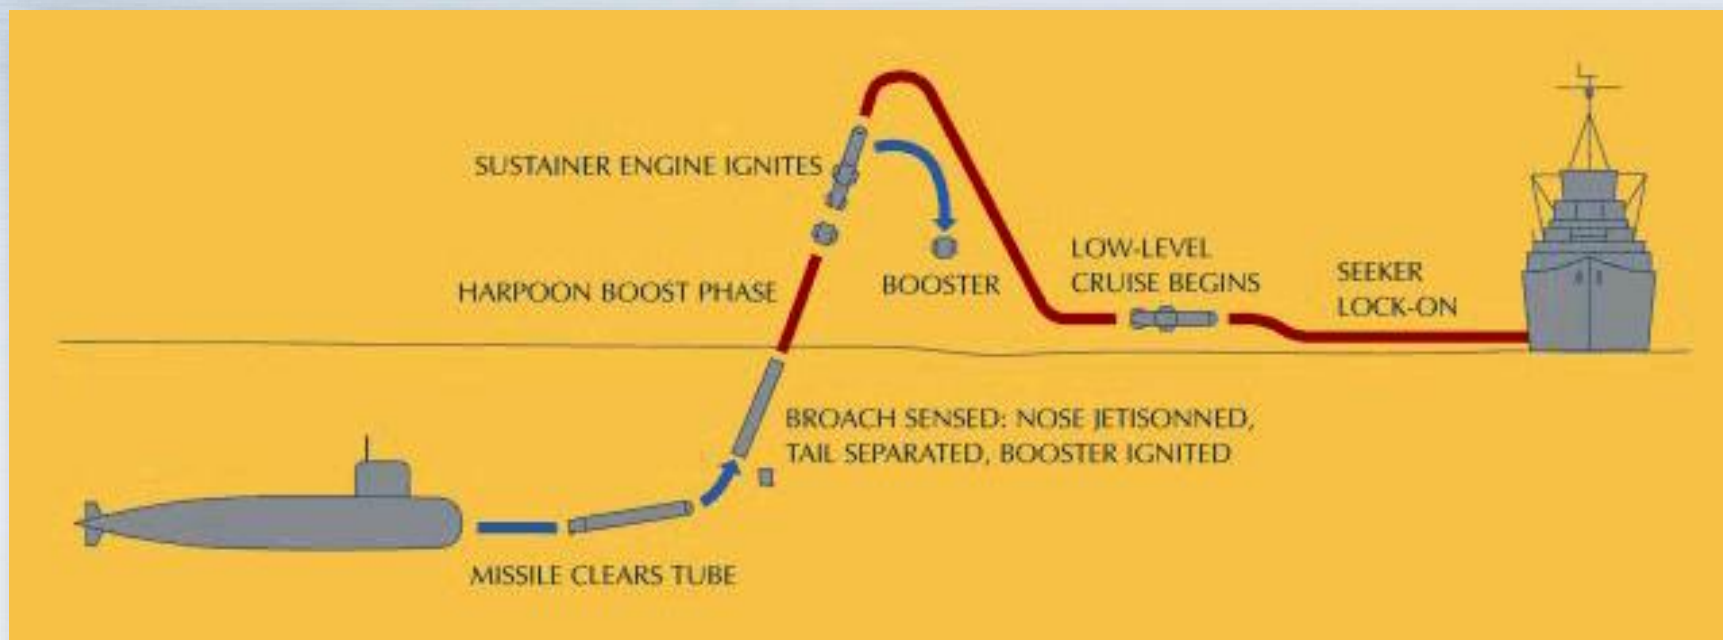 SUSTAINER ENGINE IGNITES
HARPOON BOOST PHASE
BOOSTER
LOW-LEVEL
CRUISE BEGINS
SEEKER
LOCK-ON
BROACH SENSED: NOSE JETISONNED,
TAIL SEPARATED, BOOSTER IGNITED
MISSILE CLEARS TUBE